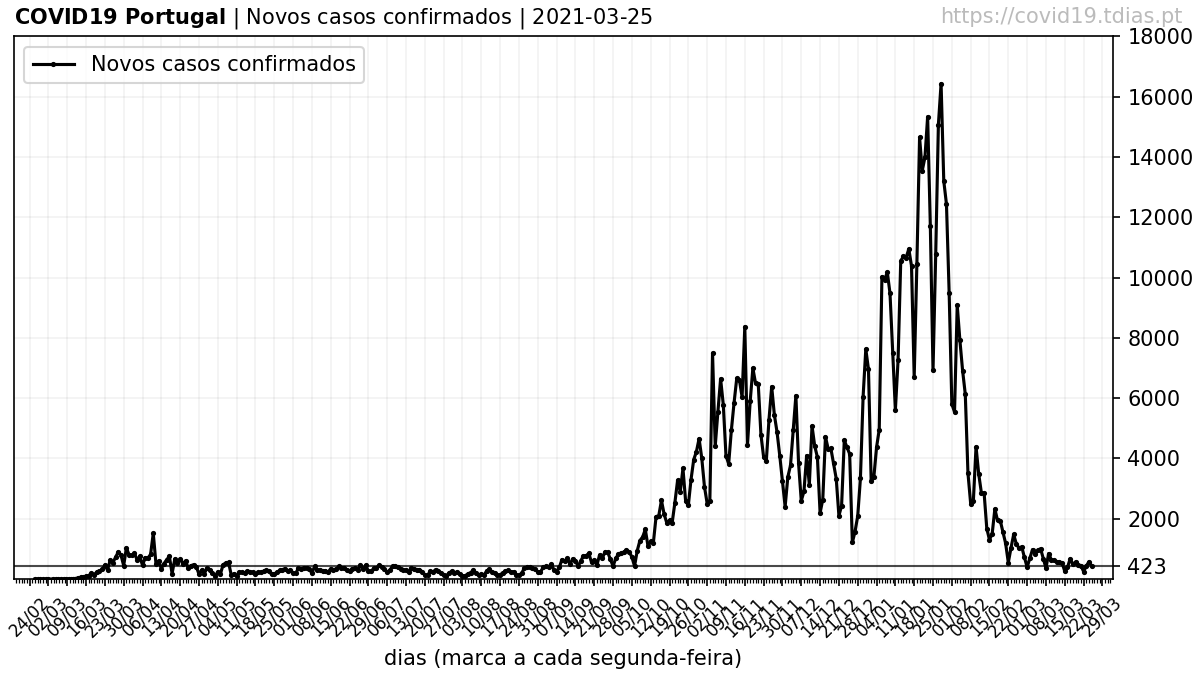 COVID19 Portugal | Novos casos confirmados | 2021-03-25
https://covid19.tdias.pt
Novos casos confirmados
18000
16000
14000
12000
10000
8000
6000
4000
2000
423
24/02 02/03 09/03 16/03 23/03 30/03 06/04 13/04 20/04 27/04 04/05 11/05 18/05 25/05 01/06 08/06 15/06 22/06 29/06 06/07 13/07 20/07 27/07 03/08 10/08 17/08 24/08 31/08 07/09 14/09 21/09 28/09 05/10 12/10 19/10 26/10 02/11 09/11 16/11 23/11 30/11 07/12 14/12 21/12 28/12 04/01 11/01 18/01 25/01 01/02 08/02 15/02 22/02 01/03 08/03 15/03 22/03 29/03
dias (marca a cada segunda-feira)